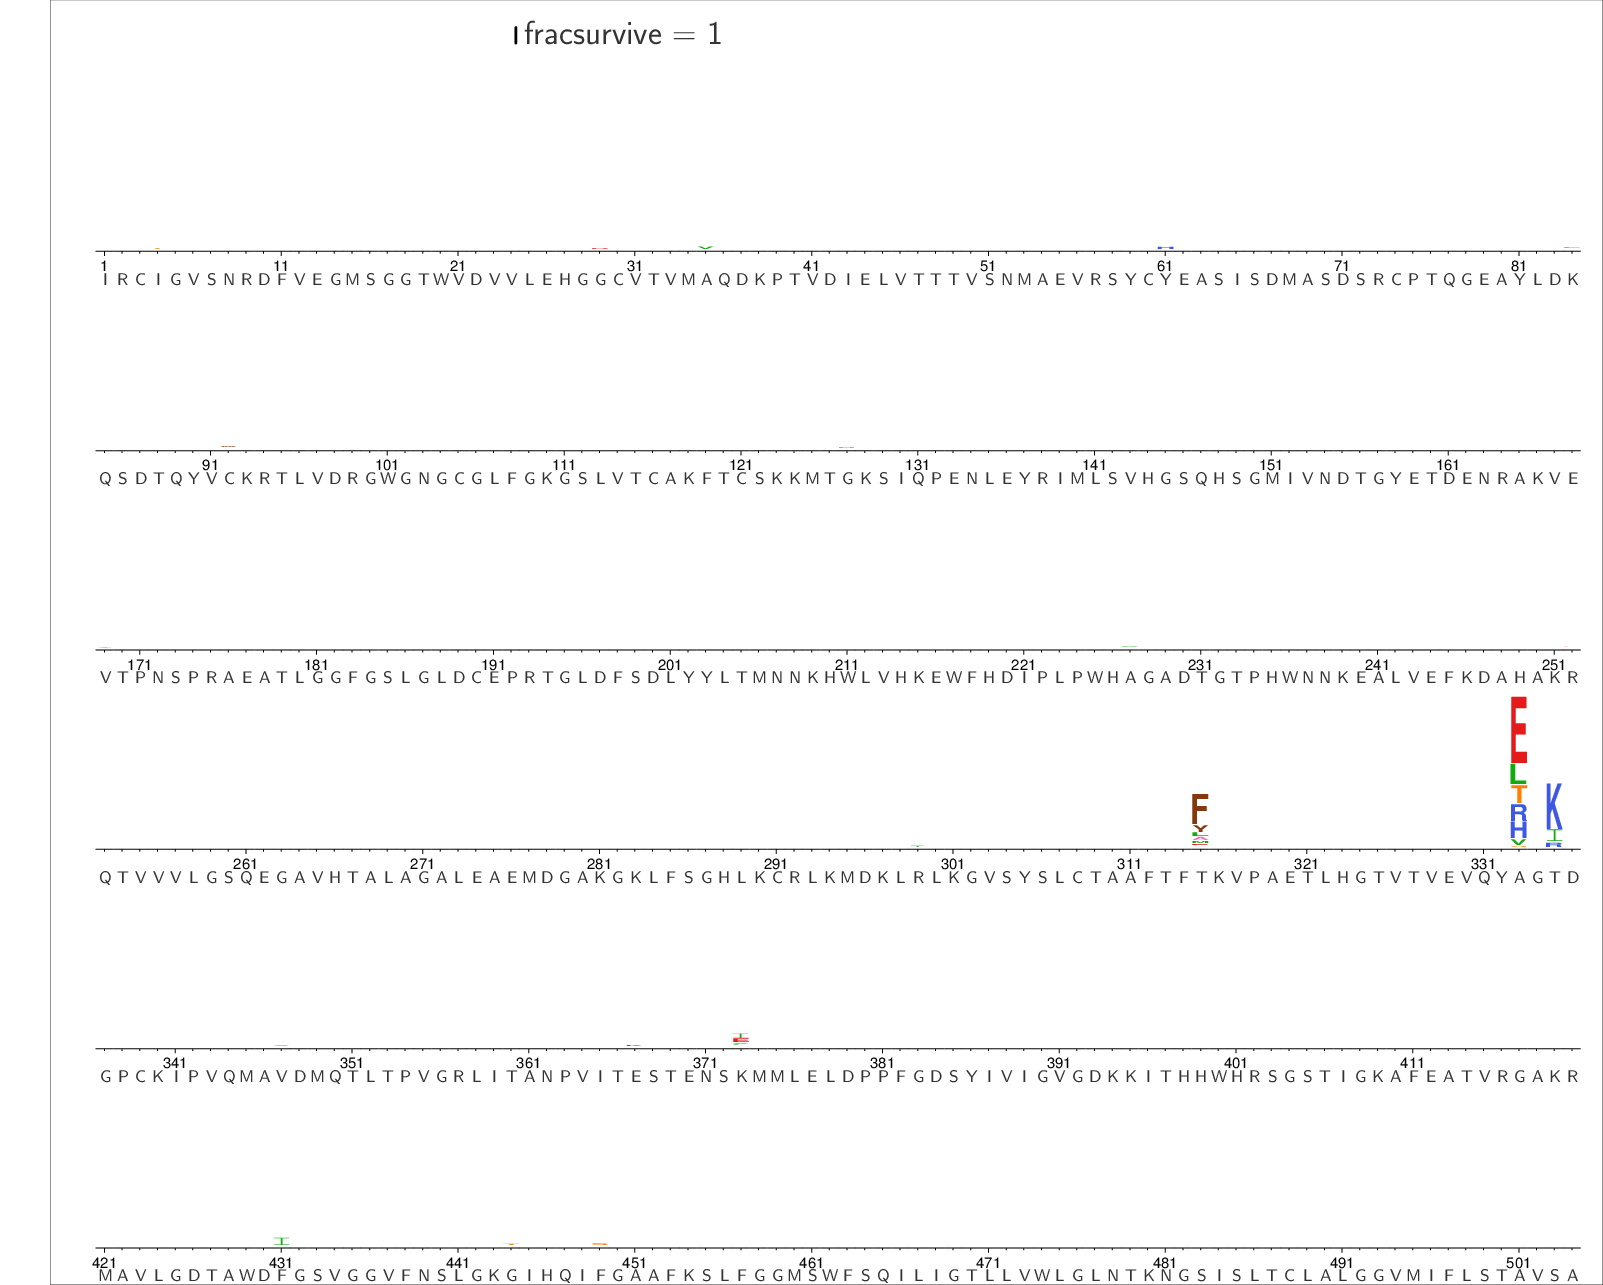 fracsurvive = 1
1 11 21 31 41 51 61 71 81
I R C I G V S N R D F V E G M S G G T W V D V V L E H G G C V T V M A Q D K P T V D I E L V T T T V S N M A E V R S Y C Y E A S I S D M A S D S R C P T Q G E A Y L D K
91 101 111 121 131 141 151 161
Q S D T Q Y V C K R T L V D R G W G N G C G L F G K G S L V T C A K F T C S K K M T G K S I Q P E N L E Y R I M L S V H G S Q H S G M I V N D T G Y E T D E N R A K V E
171 181 191 201 211 221 231 241 251
V T P N S P R A E A T L G G F G S L G L D C E P R T G L D F S D L Y Y L T M N N K H W L V H K E W F H D I P L P W H A G A D T G T P H W N N K E A L V E F K D A H A K R
E
L
T K
F R
Y H I
V
261 271 281 291 301 311 321 331
Q T V V V L G S Q E G A V H T A L A G A L E A E M D G A K G K L F S G H L K C R L K M D K L R L K G V S Y S L C T A A F T F T K V P A E T L H G T V T V E V Q Y A G T D
341 351 361 371 381 391 401 411
G P C K I P V Q M A V D M Q T L T P V G R L I T A N P V I T E S T E N S K M M L E L D P P F G D S Y I V I G V G D K K I T H H W H R S G S T I G K A F E A T V R G A K R
I
421 431 441 451 461 471 481 491 501
M A V L G D T A W D F G S V G G V F N S L G K G I H Q I F G A A F K S L F G G M S W F S Q I L I G T L L V W L G L N T K N G S I S L T C L A L G G V M I F L S T A V S A